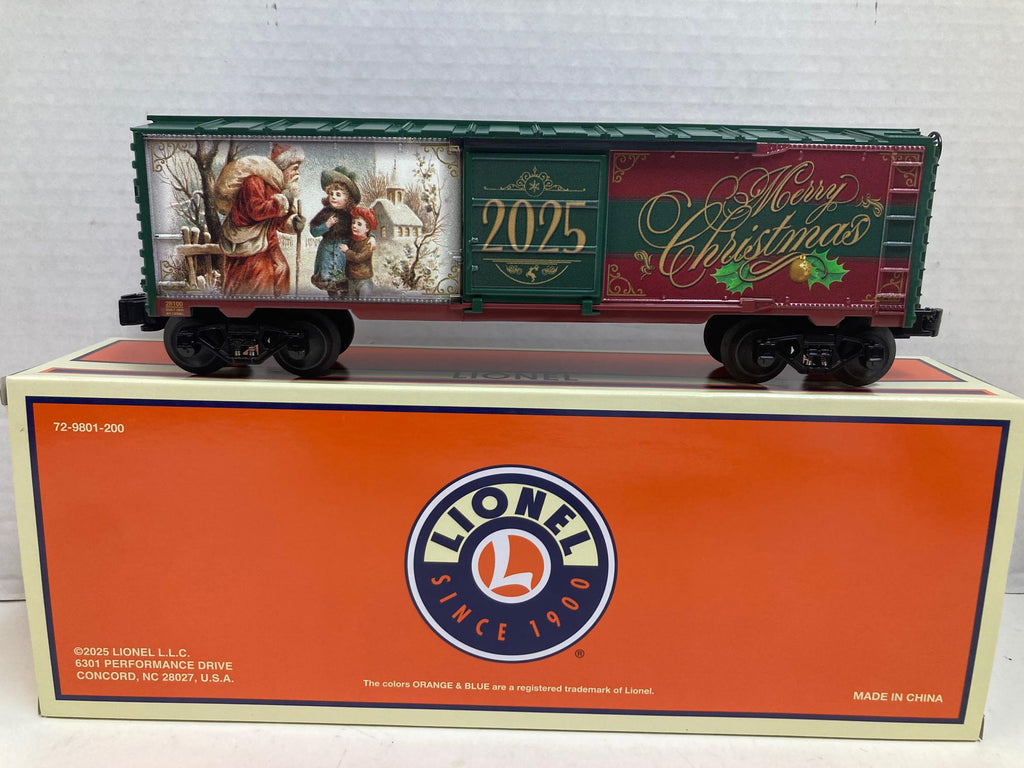 2025
Merry
Christmas
LIONEL
72-9801-200
LIONEL
L
SINCE 1900
®
©2025 LIONEL L.L.C.
6301 PERFORMANCE DRIVE
CONCORD, NC 28027, U.S.A.
The colors ORANGE & BLUE are a registered trademark of Lionel.
MADE IN CHINA